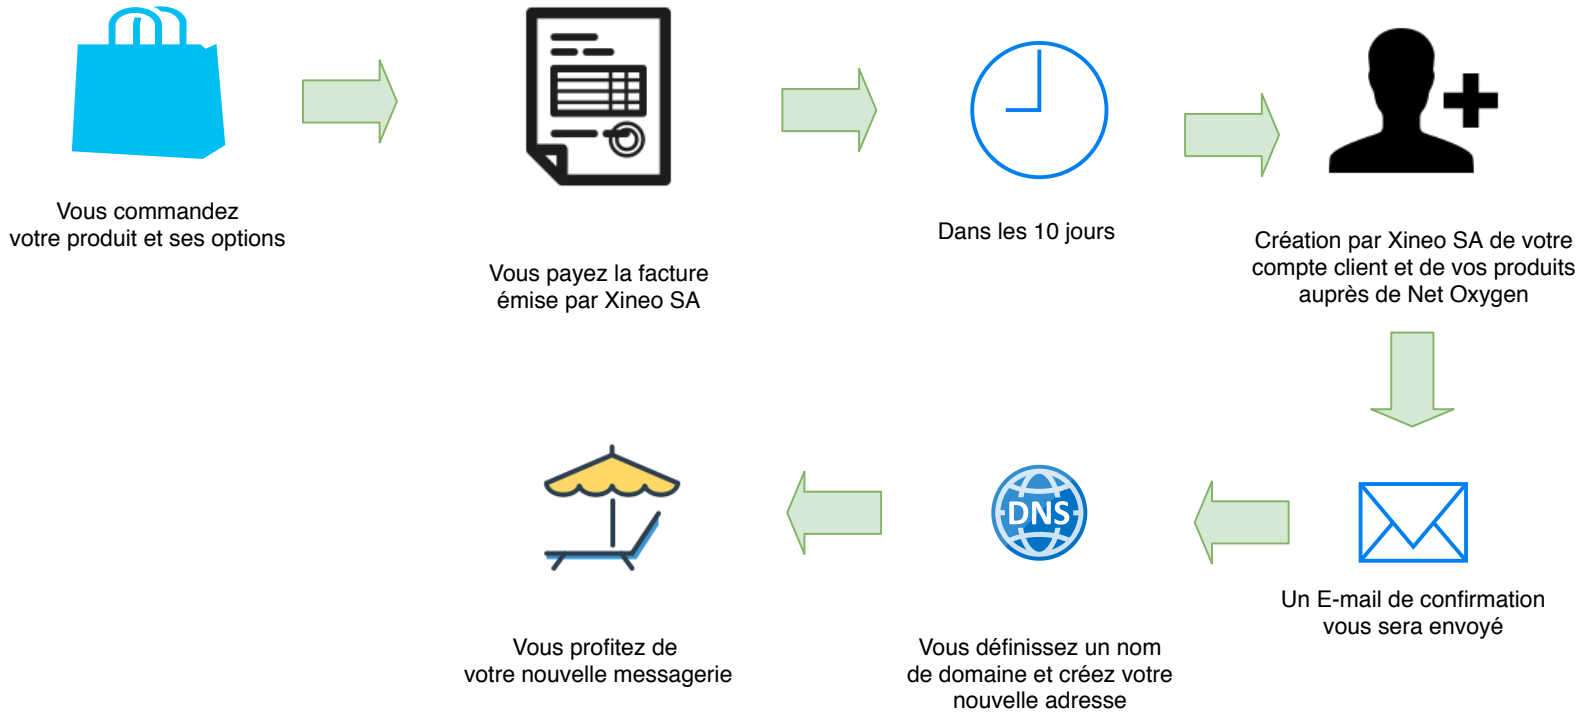 Vous commandez
votre produit et ses options
Vous payez la facture
émise par Xineo SA
Dans les 10 jours
Création par Xineo SA de votre
compte client et de vos produits
auprès de Net Oxygen
Un E-mail de confirmation
vous sera envoyé
DNS
Vous définissez un nom
de domaine et créez votre
nouvelle adresse
Vous profitez de
votre nouvelle messagerie